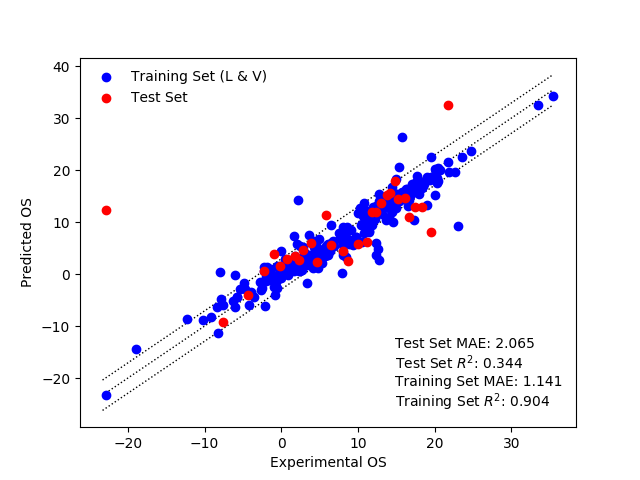 40
30
20
10
0
−10
−20
Predicted OS
Training Set (L & V)
Test Set
Test Set MAE: 2.065
Test Set R²: 0.344
Training Set MAE: 1.141
Training Set R²: 0.904
−20 −10 0 10 20 30
Experimental OS